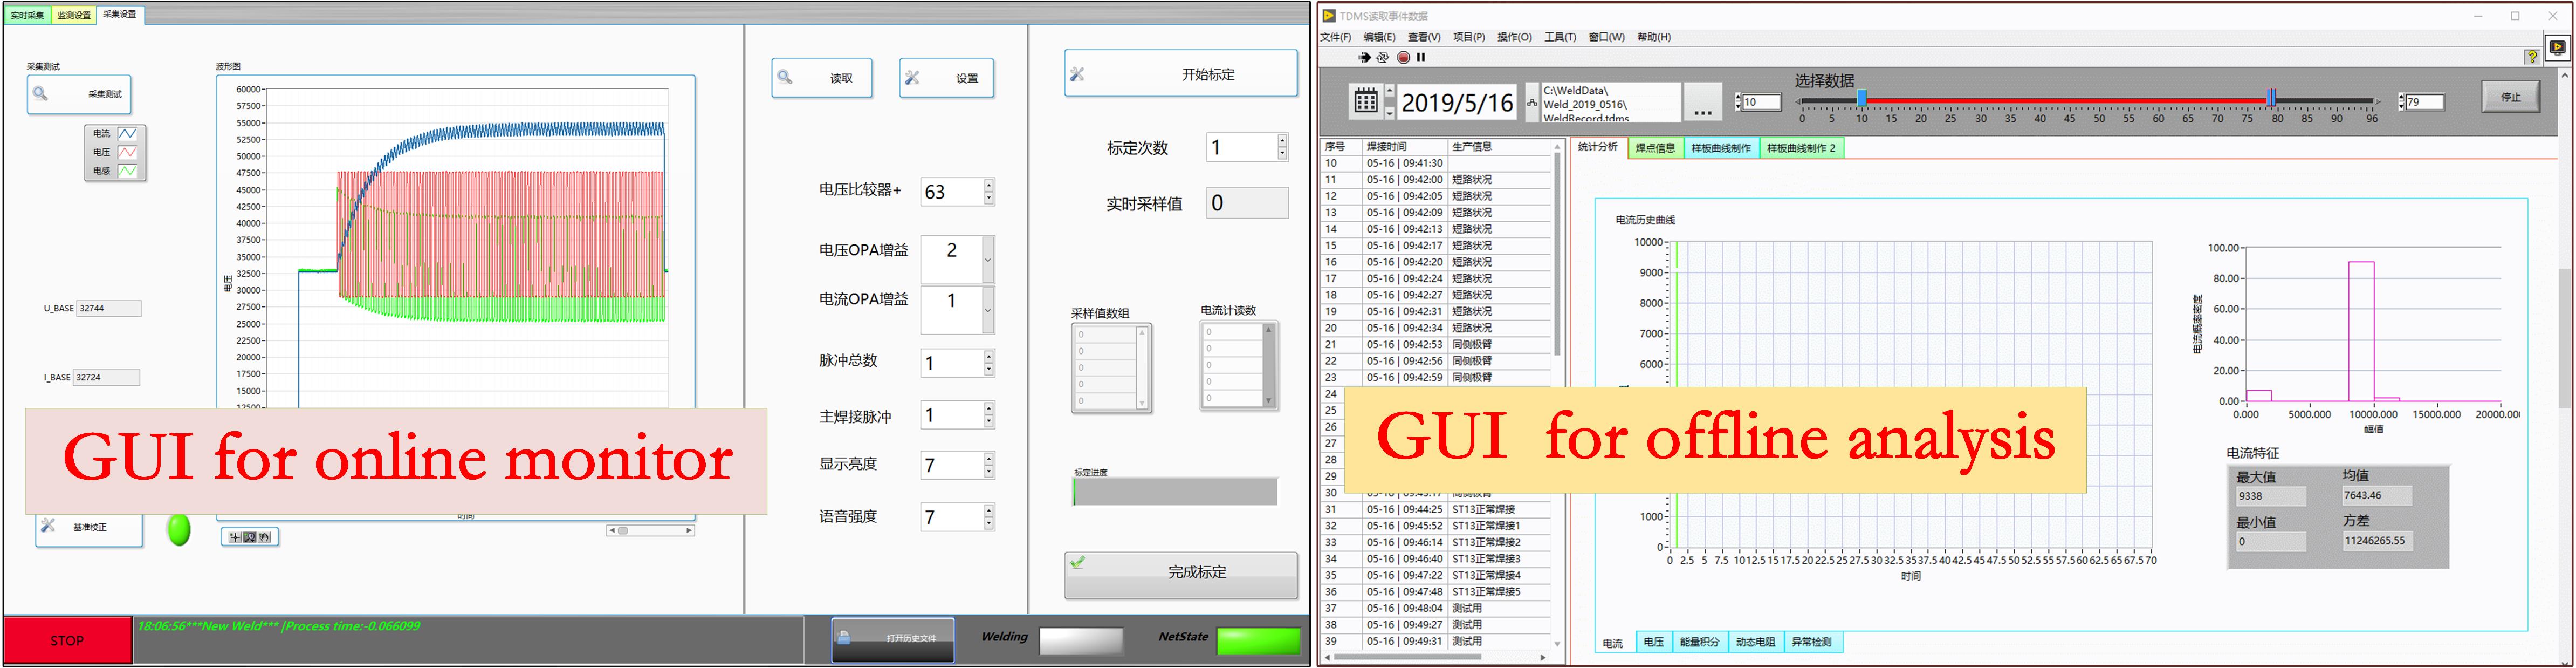 实时采集 监测设置 采集设置
采集测试
采集测试
电流
电压
电感
U_BASE 32744
I_BASE 32724
基准校正
波形图
60000
57500
55000
52500
50000
47500
45000
42500
40000
37500
35000
32500
30000
27500
25000
22500
20000
17500
15000
12500
电压
时间
GUI for online monitor
读取 设置
电压比较器+ 63
电压OPA增益 2
电流OPA增益 1
脉冲总数 1
主焊接脉冲 1
显示亮度 7
语音强度 7
开始标定
标定次数 1
实时采样值 0
采样值数组 电流计读数
0 0
0 0
0 0
0 0
0 0
标定进度
完成标定
STOP
18:06:56***New Weld*** |Process time:-0.066099
打开历史文件
Welding
NetState
TDMS读取事件数据
文件(F) 编辑(E) 查看(V) 项目(P) 操作(O) 工具(T) 窗口(W) 帮助(H)
2019/5/16
C:\WeldData\
Weld_2019_0516\
WeldRecord.tdms
...
选择数据
10
0 5 10 15 20 25 30 35 40 45 50 55 60 65 70 75 80 85 90 96
79
停止
序号 焊接时间 生产信息
10 05-16 | 09:41:30
11 05-16 | 09:42:00 短路状况
12 05-16 | 09:42:05 短路状况
13 05-16 | 09:42:09 短路状况
14 05-16 | 09:42:13 短路状况
15 05-16 | 09:42:17 短路状况
16 05-16 | 09:42:20 短路状况
17 05-16 | 09:42:24 短路状况
18 05-16 | 09:42:27 短路状况
19 05-16 | 09:42:31 短路状况
20 05-16 | 09:42:34 短路状况
21 05-16 | 09:42:53 同侧极臂
22 05-16 | 09:42:56 同侧极臂
23 05-16 | 09:42:59 同侧极臂
24
25
26
27
28
29
30 05-16 | 09:43:17 同侧极臂
31 05-16 | 09:44:25 ST13正常焊接
32 05-16 | 09:45:52 ST13正常焊接1
33 05-16 | 09:46:14 ST13正常焊接2
34 05-16 | 09:46:40 ST13正常焊接3
35 05-16 | 09:47:22 ST13正常焊接4
36 05-16 | 09:47:48 ST13正常焊接5
37 05-16 | 09:48:04 测试用
38 05-16 | 09:49:27 测试用
39 05-16 | 09:49:31 测试用
GUI for offline analysis
统计分析 焊点信息 样板曲线制作 样板曲线制作 2
电流历史曲线
10000
9000
8000
7000
6000
1000
0
0 2.5 5 7.5 10 12.5 15 17.5 20 22.5 25 27.5 30 32.5 35 37.5 40 42.5 45 47.5 50 52.5 55 57.5 60 62.5 65 67.5 70
时间
100.00
80.00
60.00
40.00
20.00
0.00
电流概率密度
0.000 5000.000 10000.000 15000.000 20000.000
幅值
电流特征
最大值 均值
9338 7643.46
最小值 方差
0 11246265.55
电流 电压 能量积分 动态电阻 异常检测